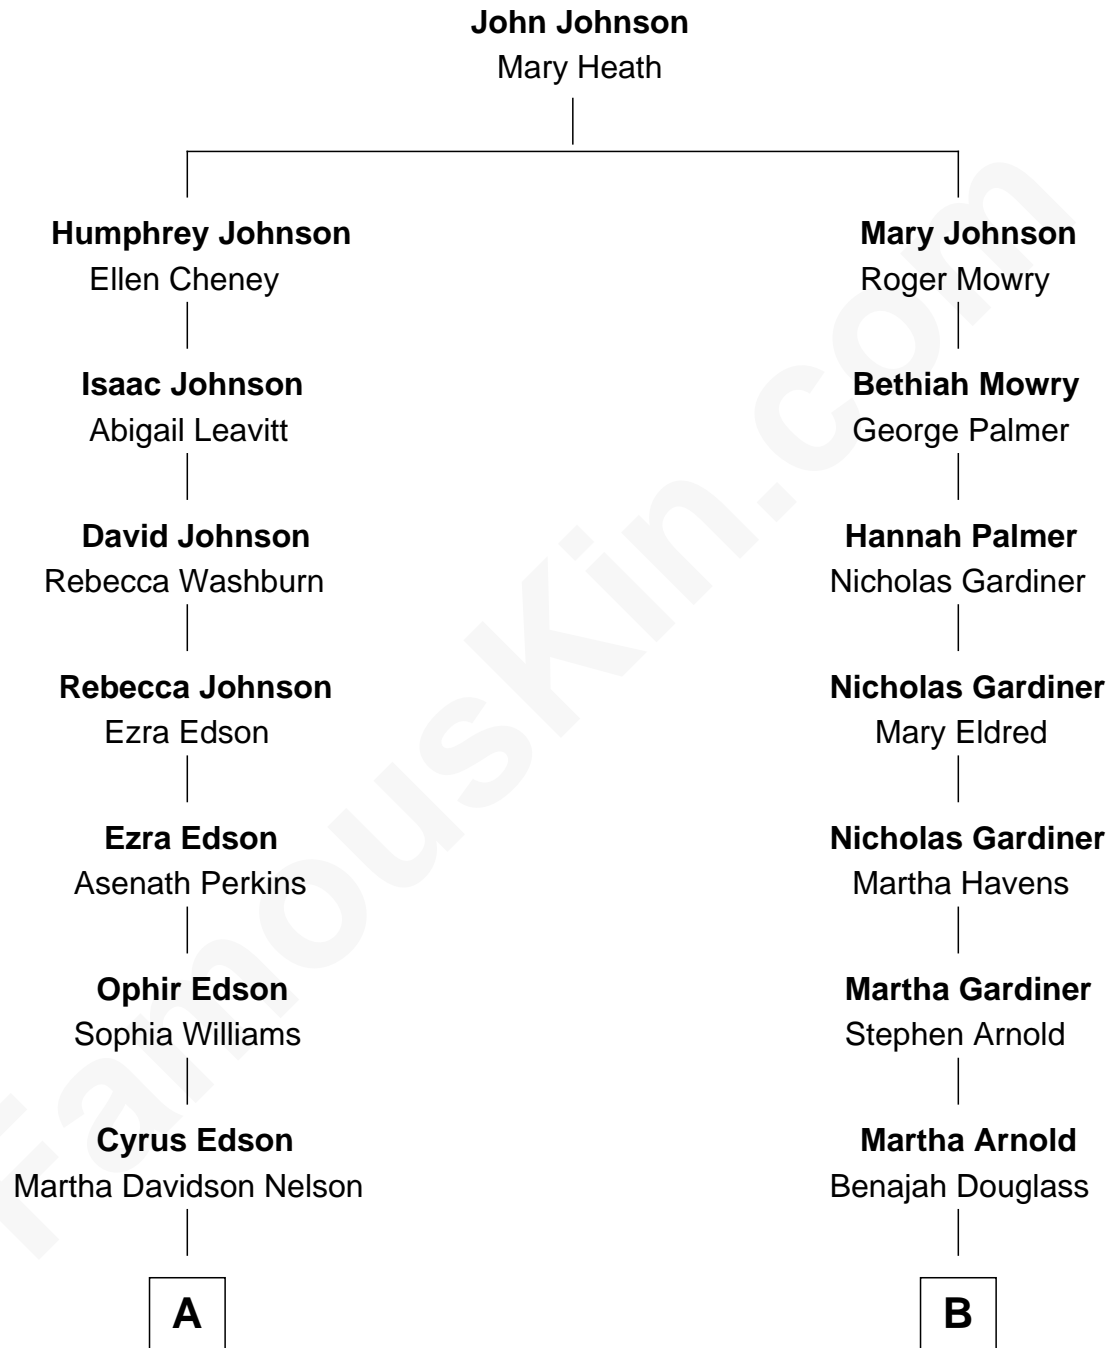 John Johnson
Mary Heath
Humphrey Johnson
Ellen Cheney
Mary Johnson
Roger Mowry
Isaac Johnson
Abigail Leavitt
Bethiah Mowry
George Palmer
David Johnson
Rebecca Washburn
Hannah Palmer
Nicholas Gardiner
Rebecca Johnson
Ezra Edson
Nicholas Gardiner
Mary Eldred
Ezra Edson
Asenath Perkins
Nicholas Gardiner
Martha Havens
Ophir Edson
Sophia Williams
Martha Gardiner
Stephen Arnold
Cyrus Edson
Martha Davidson Nelson
Martha Arnold
Benajah Douglass
A
B
FamousKin.com